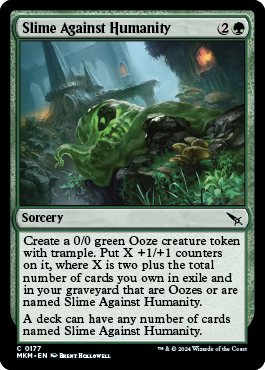 Slime Against Humanity 2
Sorcery
Create a 0/0 green Ooze creature token
with trample. Put X +1/+1 counters
on it, where X is two plus the total
number of cards you own in exile and
in your graveyard that are Oozes or are
named Slime Against Humanity.
A deck can have any number of cards
named Slime Against Humanity.
C 0177
MKM • EN Brent Hollowell
™ & © 2024 Wizards of the Coast